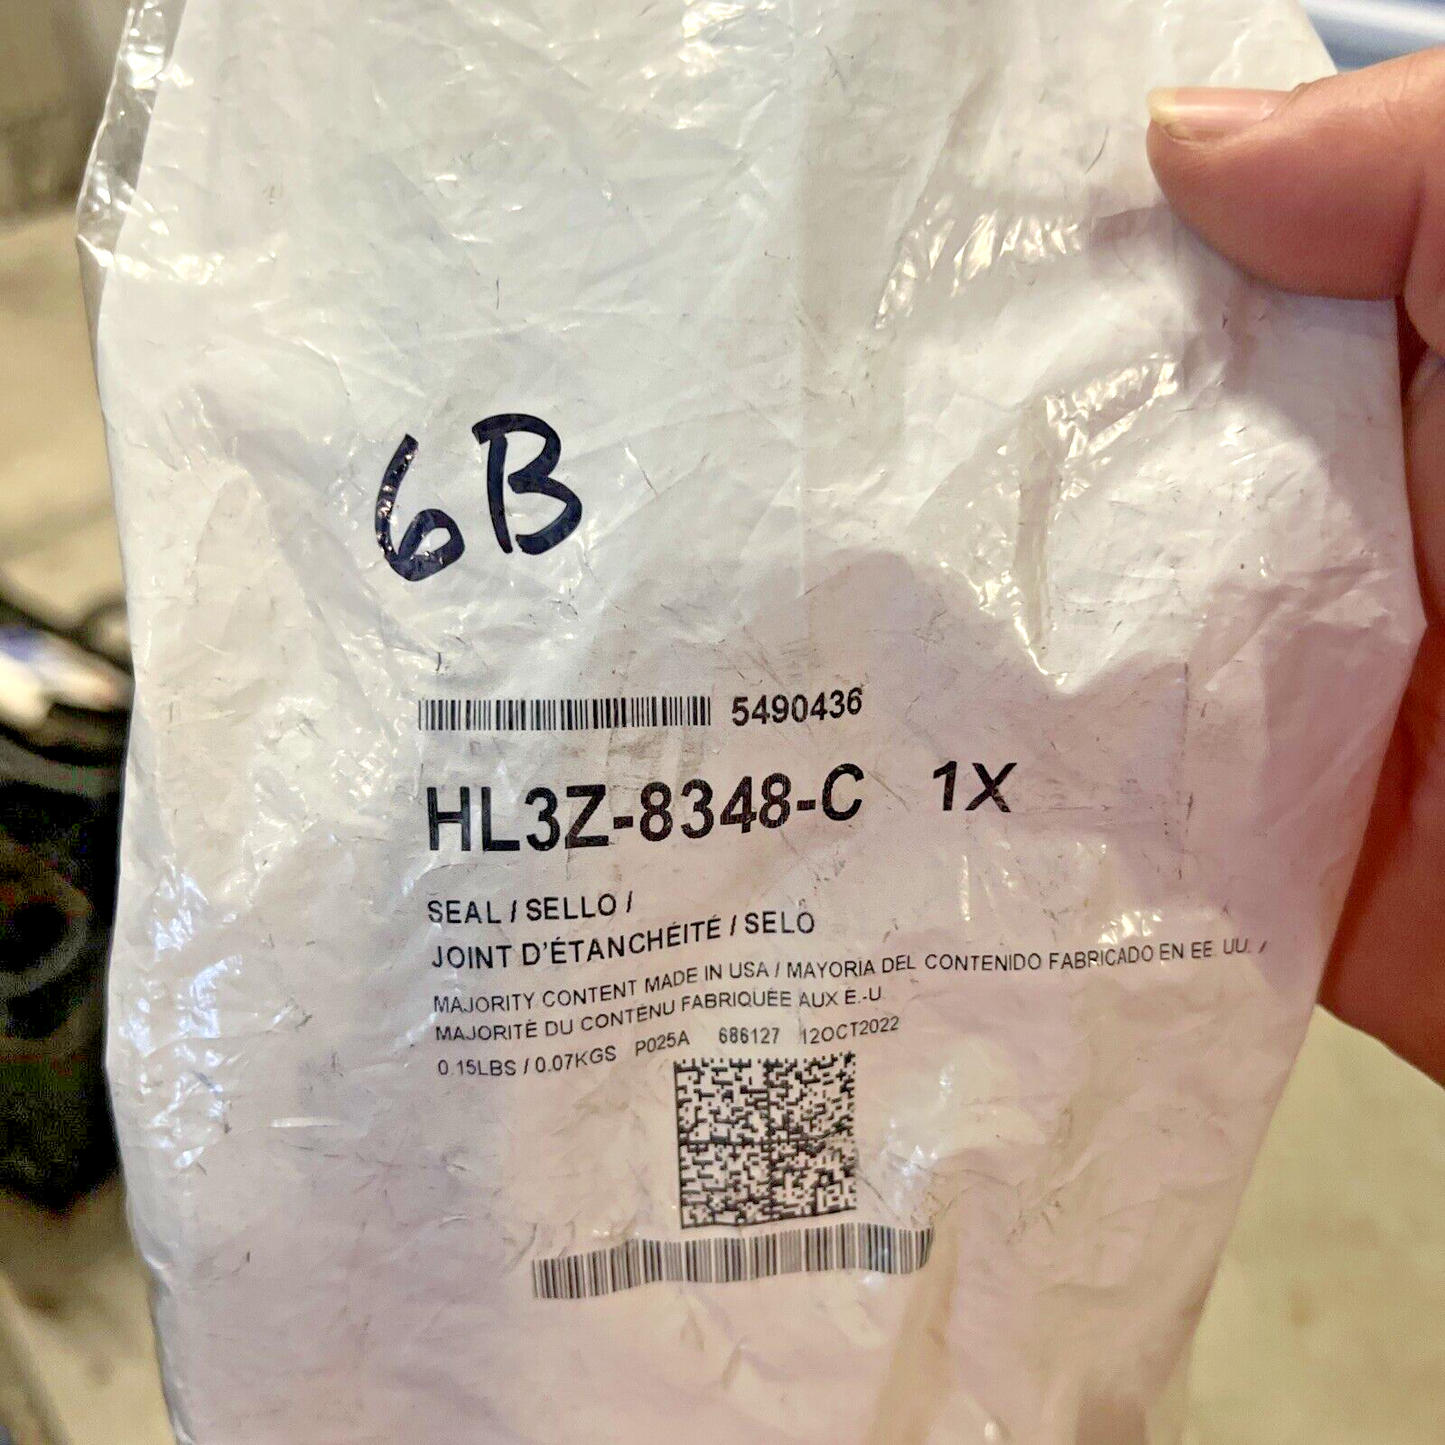 6B
5490436
HL3Z-8348-C 1X
SEAL / SELLO /
JOINT D'ÉTANCHÉITÉ / SELO
MAJORITY CONTENT MADE IN USA / MAYORÍA DEL CONTENIDO FABRICADO EN EE. UU. /
MAJORITÉ DU CONTENU FABRIQUÉE AUX É.-U.
0.15LBS / 0.07KGS P025A 686127 12OCT2022